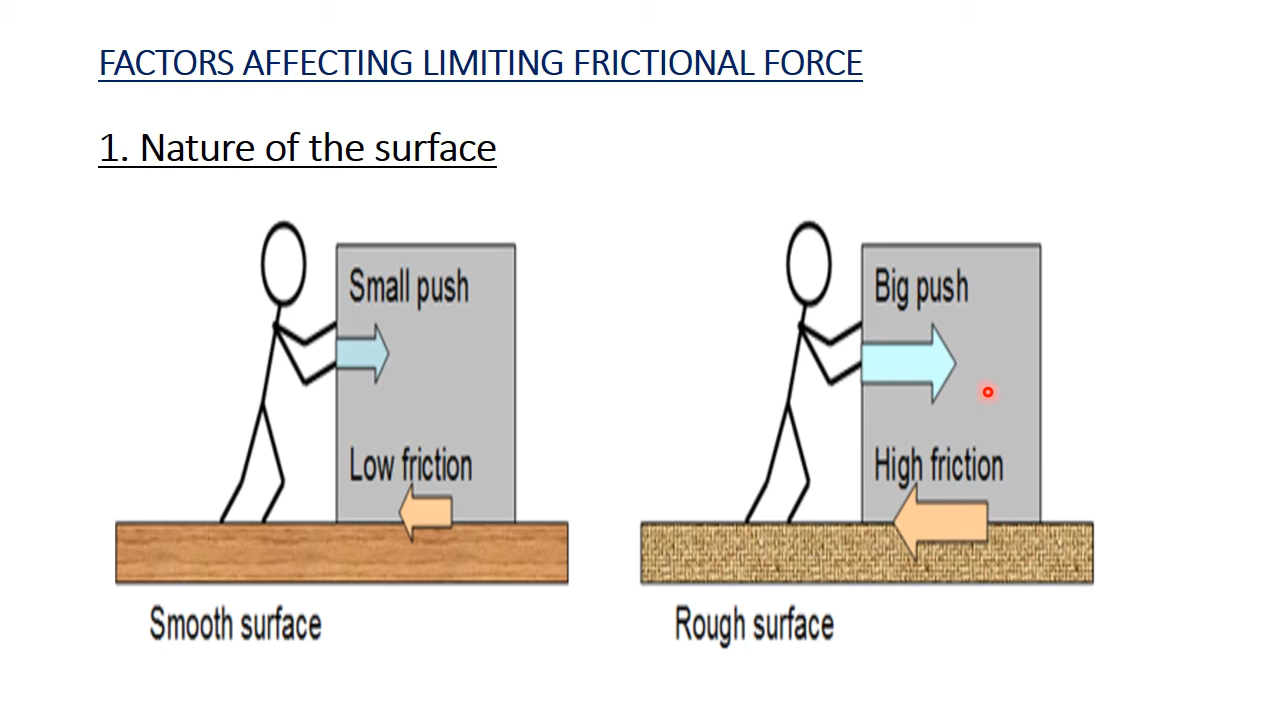 FACTORS AFFECTING LIMITING FRICTIONAL FORCE
1. Nature of the surface
Small push
Low friction
Smooth surface
Big push
High friction
Rough surface